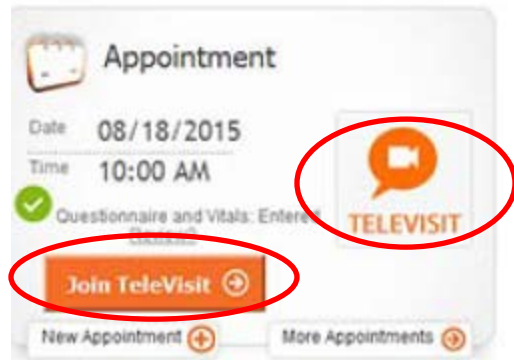 Appointment
Date 08/18/2015
Time 10:00 AM
Questionnaire and Vitals: Entered
TELEVISIT
Join TeleVisit
New Appointment
More Appointments